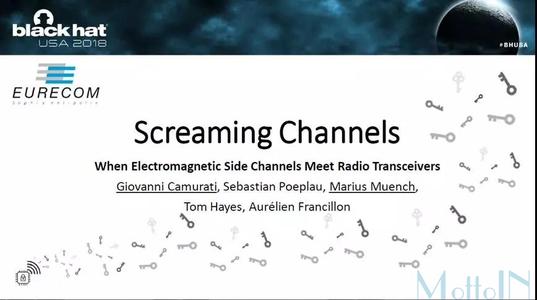 black hat
USA 2018
#BHUSA
EURECOM
Sophia Antipolis
Screaming Channels
When Electromagnetic Side Channels Meet Radio Transceivers
Giovanni Camurati, Sebastian Poeplau, Marius Muench,
Tom Hayes, Aurélien Francillon
MottoIN